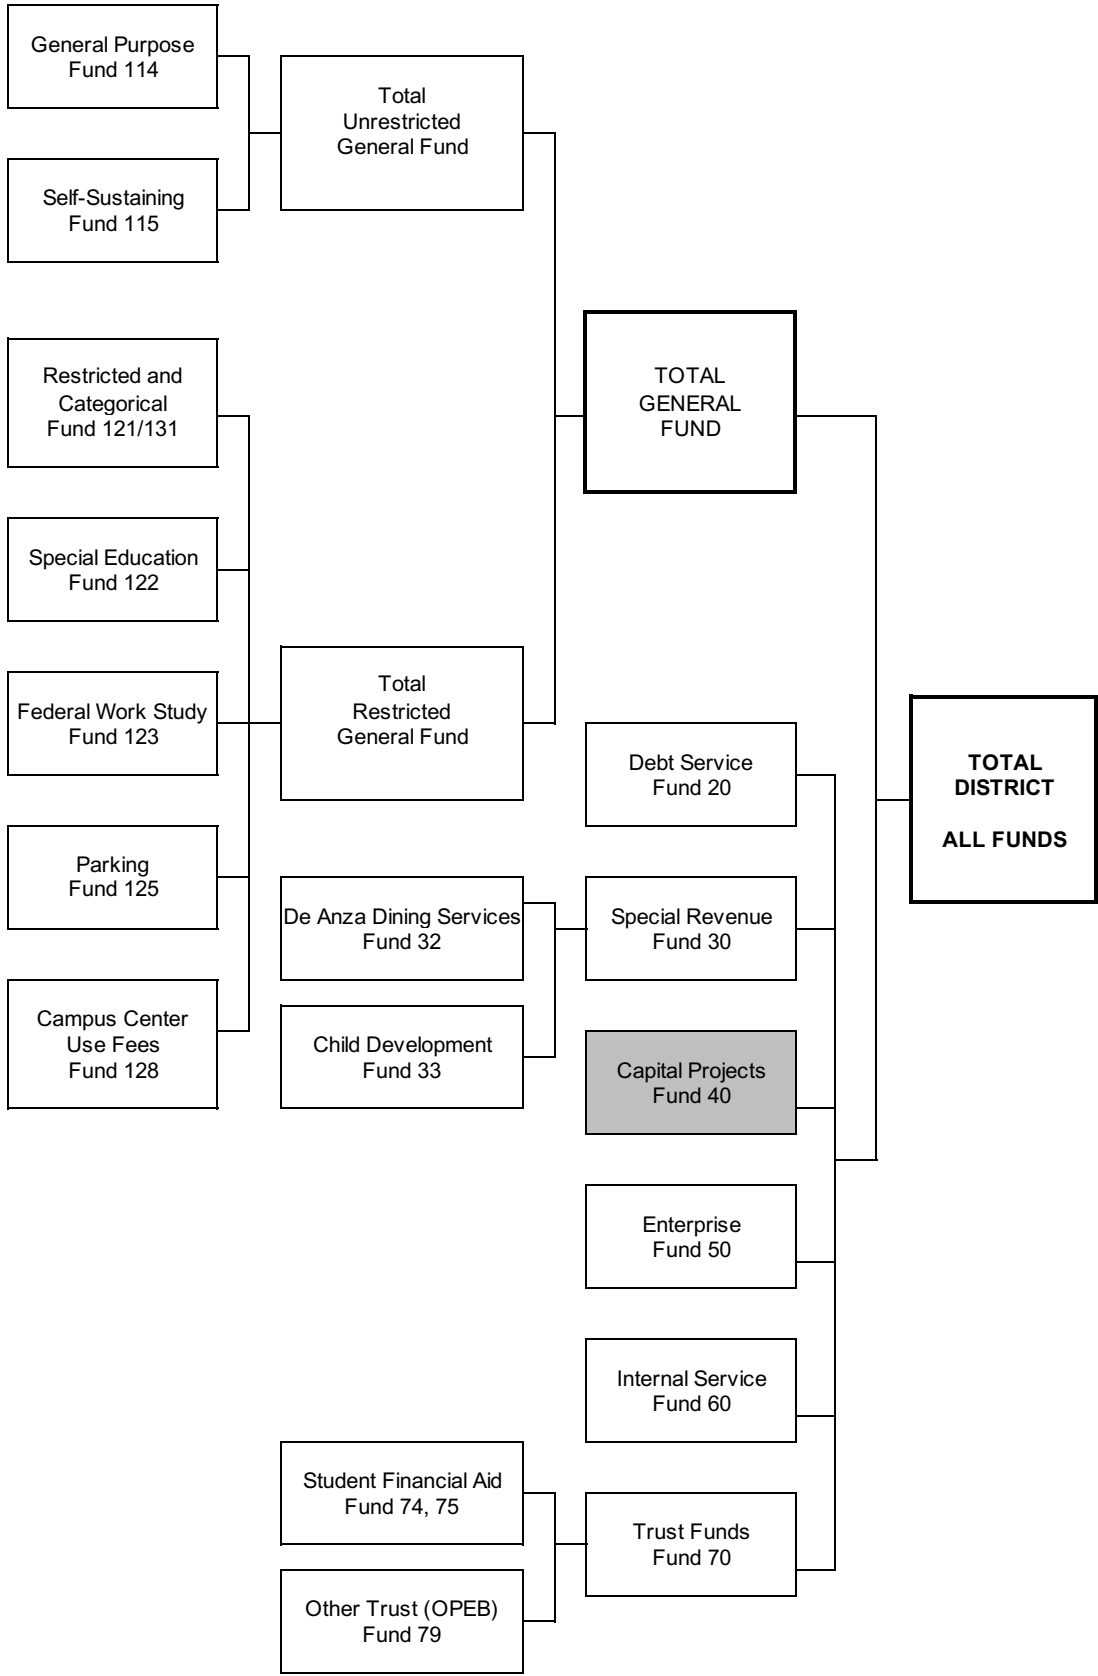 General Purpose
Fund 114
Total
Unrestricted
General Fund
Self-Sustaining
Fund 115
Restricted and
Categorical
Fund 121/131
TOTAL
GENERAL
FUND
Special Education
Fund 122
Federal Work Study
Fund 123
Total
Restricted
General Fund
Debt Service
Fund 20
TOTAL
DISTRICT
ALL FUNDS
Parking
Fund 125
De Anza Dining Services
Fund 32
Special Revenue
Fund 30
Campus Center
Use Fees
Fund 128
Child Development
Fund 33
Capital Projects
Fund 40
Enterprise
Fund 50
Internal Service
Fund 60
Student Financial Aid
Fund 74, 75
Trust Funds
Fund 70
Other Trust (OPEB)
Fund 79